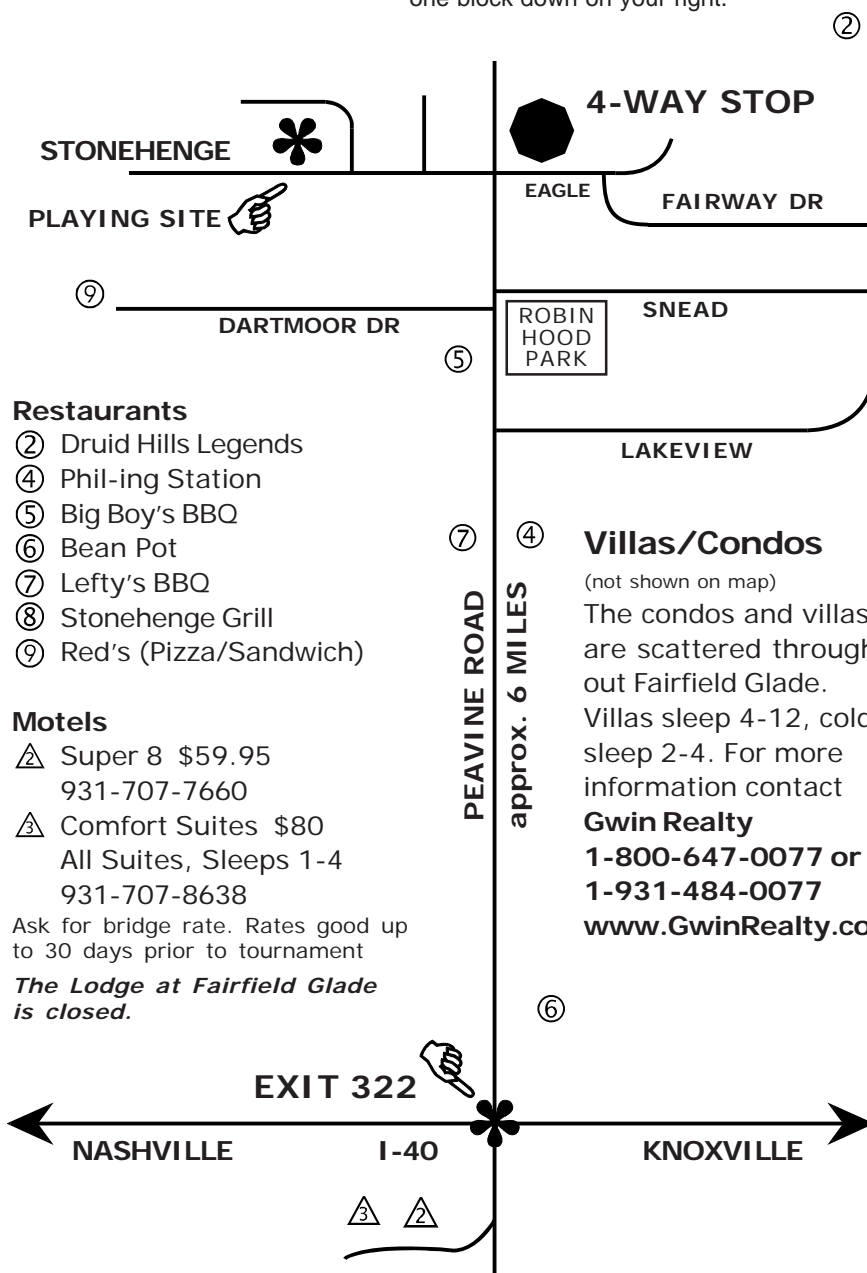 one block down on your right.
②
4-WAY STOP
STONEHENGE
EAGLE
FAIRWAY DR
PLAYING SITE
⑨
DARTMOOR DR
ROBIN
HOOD
PARK
SNEAD
⑤
LAKEVIEW
Restaurants
② Druid Hills Legends
④ Phil-ing Station
⑤ Big Boy's BBQ
⑥ Bean Pot
⑦ Lefty's BBQ
⑧ Stonehenge Grill
⑨ Red's (Pizza/Sandwich)
Motels
2 Super 8 $59.95
931-707-7660
3 Comfort Suites $80
All Suites, Sleeps 1-4
931-707-8638
Ask for bridge rate. Rates good up
to 30 days prior to tournament
The Lodge at Fairfield Glade
is closed.
⑦
④
PEAVINE ROAD
approx. 6 MILES
Villas/Condos
(not shown on map)
The condos and villas
are scattered through
out Fairfield Glade.
Villas sleep 4-12,
sleep 2-4. For more
information contact
Gwin Realty
1-800-647-0077 or
1-931-484-0077
www.GwinRealty.co
⑥
EXIT 322
NASHVILLE
I-40
KNOXVILLE
3
2